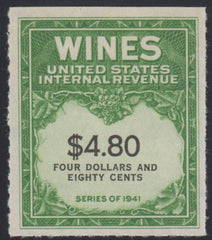 WINES
UNITED STATES
INTERNAL REVENUE
$4.80
FOUR DOLLARS AND
EIGHTY CENTS
SERIES OF 1941